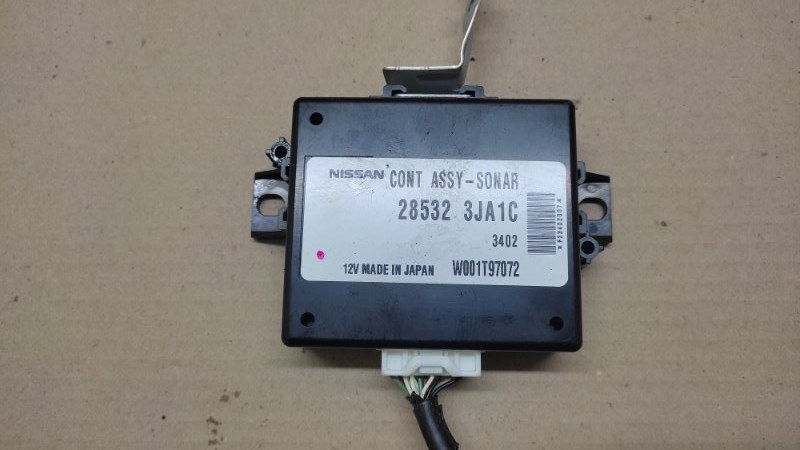 NISSAN CONT ASSY-SONAR
28532 3JA1C
3402
12V MADE IN JAPAN W001T97072